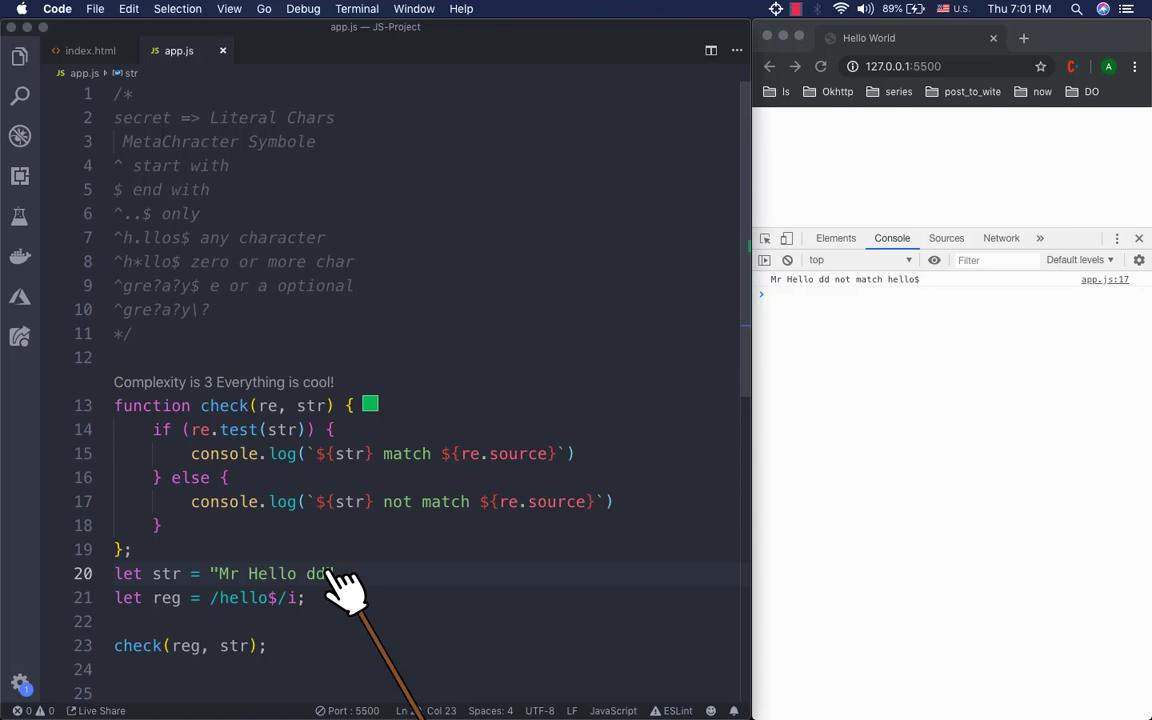 Code File Edit Selection View Go Debug Terminal Window Help 89% U.S. Thu 7:01 PM
app.js — JS-Project
index.html
JS app.js
JS app.js › str
1 /*
2 secret => Literal Chars
3 MetaChracter Symbole
4 ^ start with
5 $ end with
6 ^..$ only
7 ^h.llos$ any character
8 ^h*llo$ zero or more char
9 ^gre?a?y$ e or a optional
10 ^gre?a?y\?
11 */
12
Complexity is 3 Everything is cool!
13 function check(re, str) {
14 if (re.test(str)) {
15 console.log(`${str} match ${re.source}`)
16 } else {
17 console.log(`${str} not match ${re.source}`)
18 }
19 };
20 let str = "Mr Hello dd"
21 let reg = /hello$/i;
22
23 check(reg, str);
24
25
0 0 Live Share Port : 5500 Col 23 Spaces: 4 UTF-8 LF JavaScript ESLint
Hello World
127.0.0.1:5500
ls Okhttp series post_to_wite now DO
Elements Console Sources Network »
top Filter Default levels
Mr Hello dd not match hello$ app.js:17